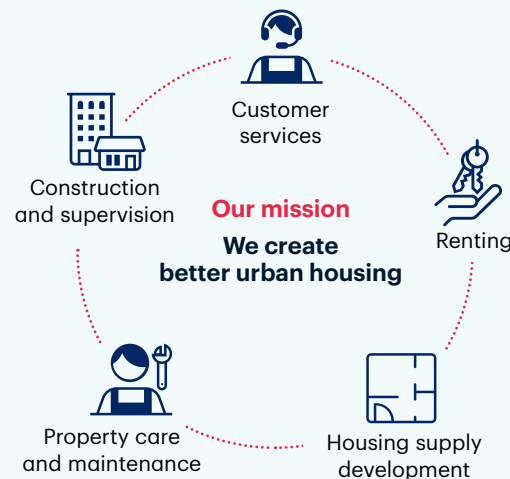 Customer
services
Construction
and supervision
Our mission
Renting
We create
better urban housing
Property care
and maintenance
Housing supply
development